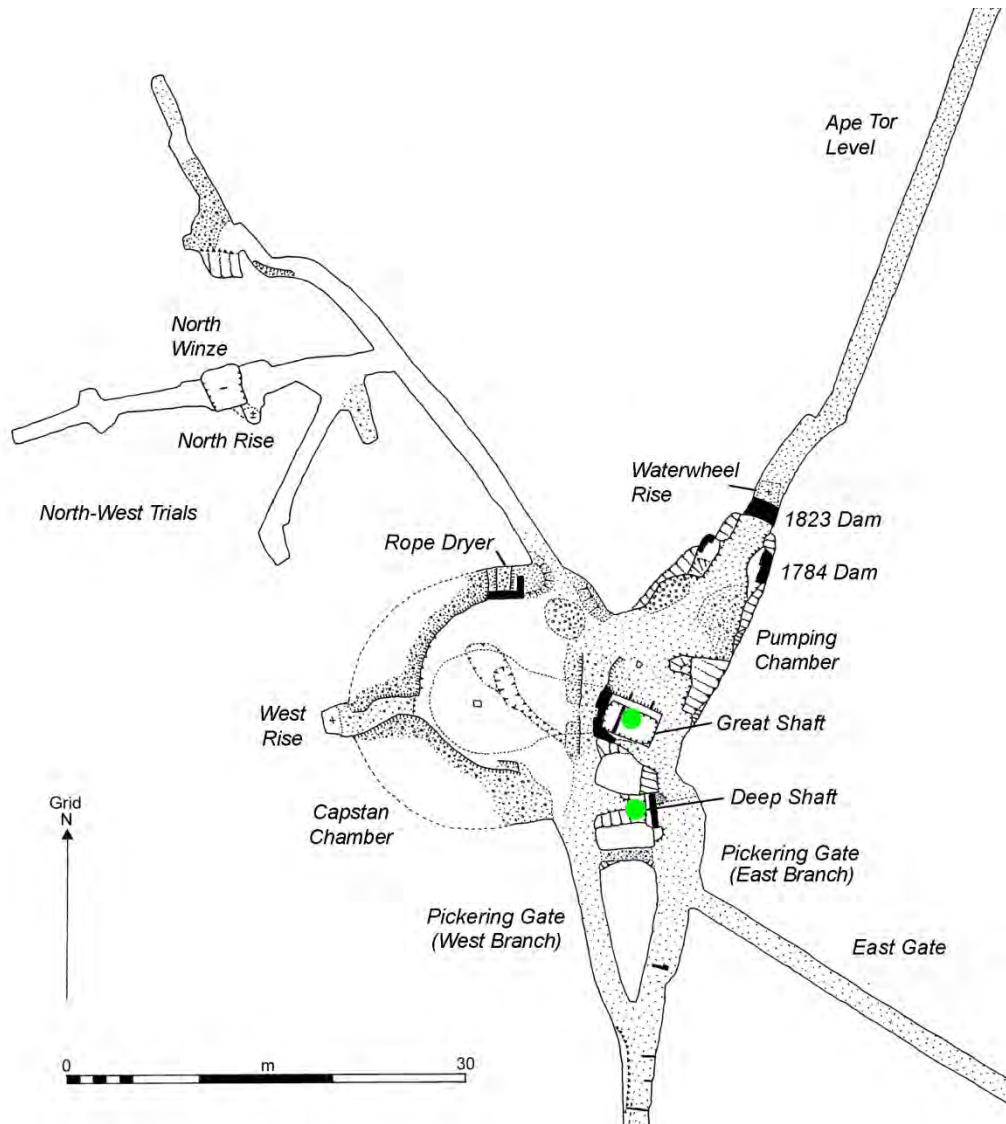 Ape Tor
Level
North
Winze
North Rise
North-West Trials
Waterwheel
Rise
1823 Dam
Rope Dryer
1784 Dam
Pumping
Chamber
West
Rise
Great Shaft
Deep Shaft
Capstan
Chamber
Grid
N
Pickering Gate
(East Branch)
Pickering Gate
(West Branch)
East Gate
0 m 30